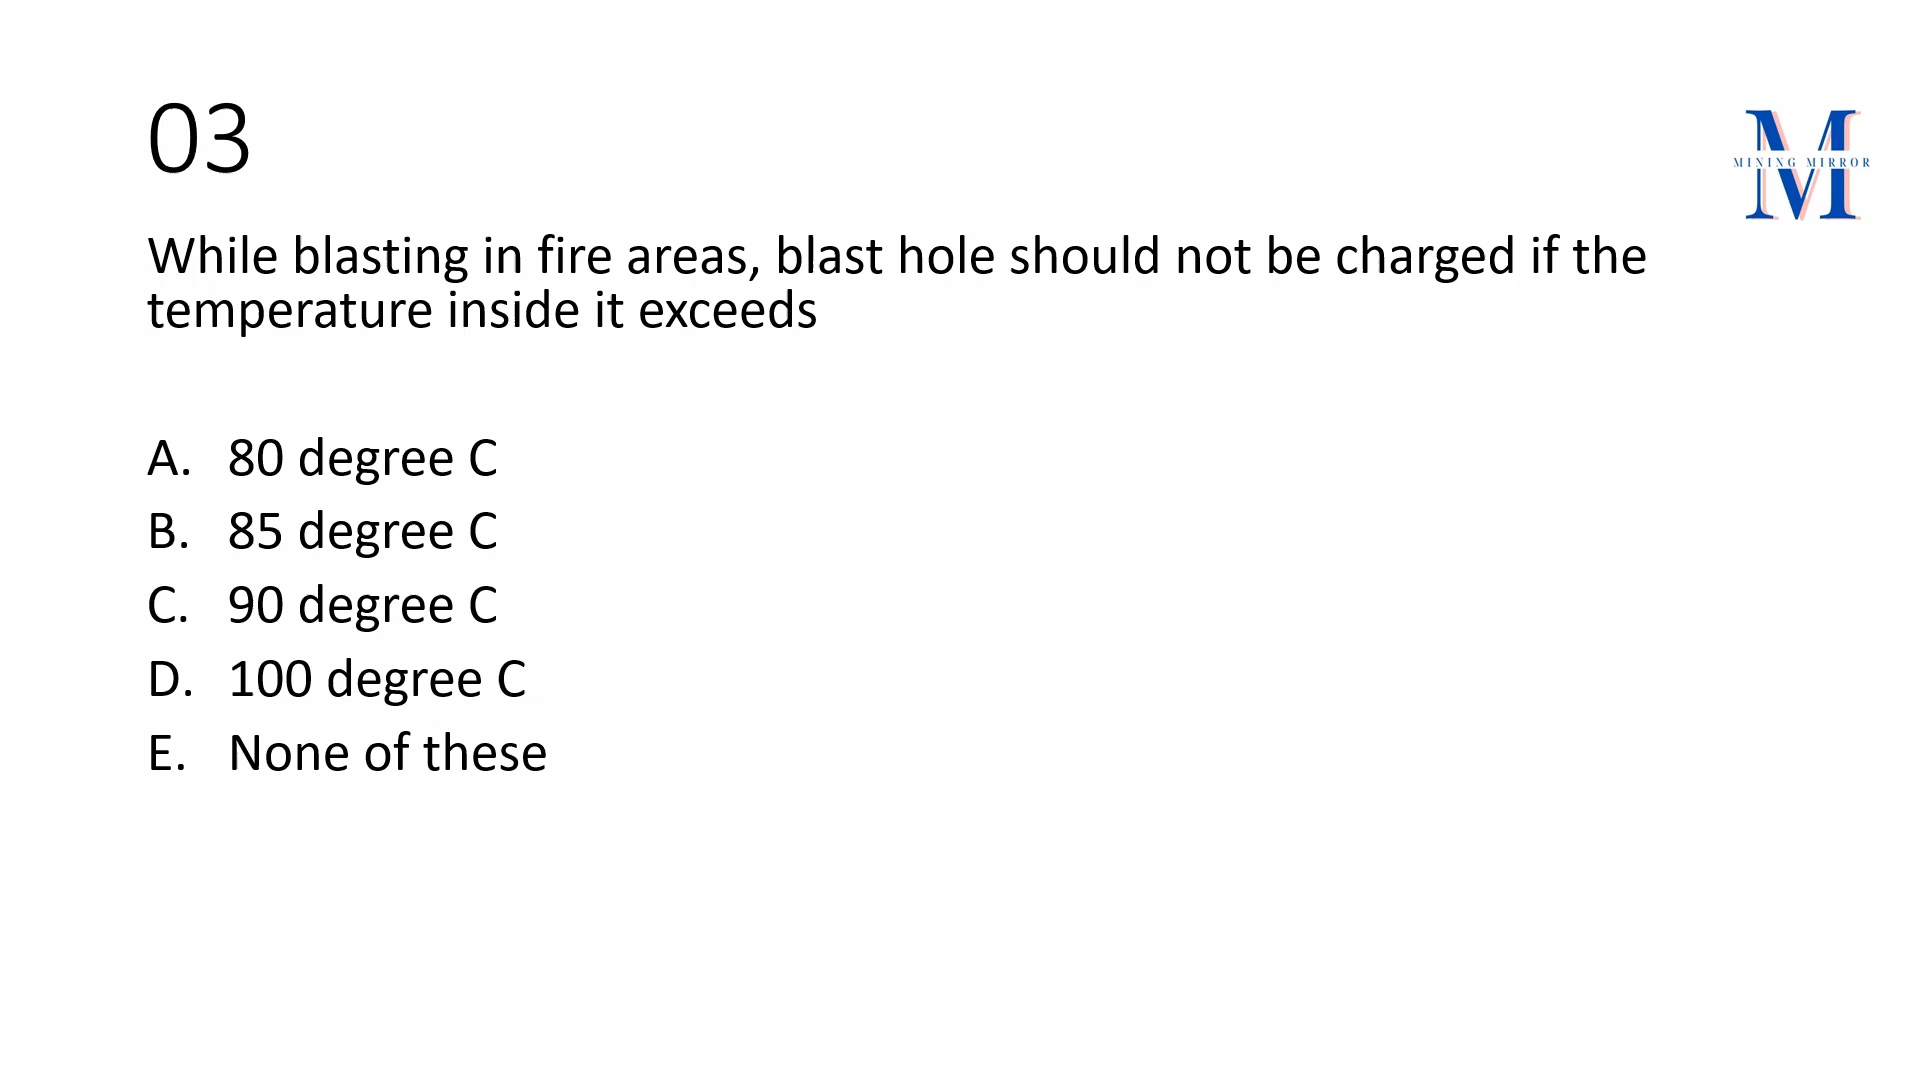 03
MINING MIRROR
While blasting in fire areas, blast hole should not be charged if the
temperature inside it exceeds
A. 80 degree C
B. 85 degree C
C. 90 degree C
D. 100 degree C
E. None of these